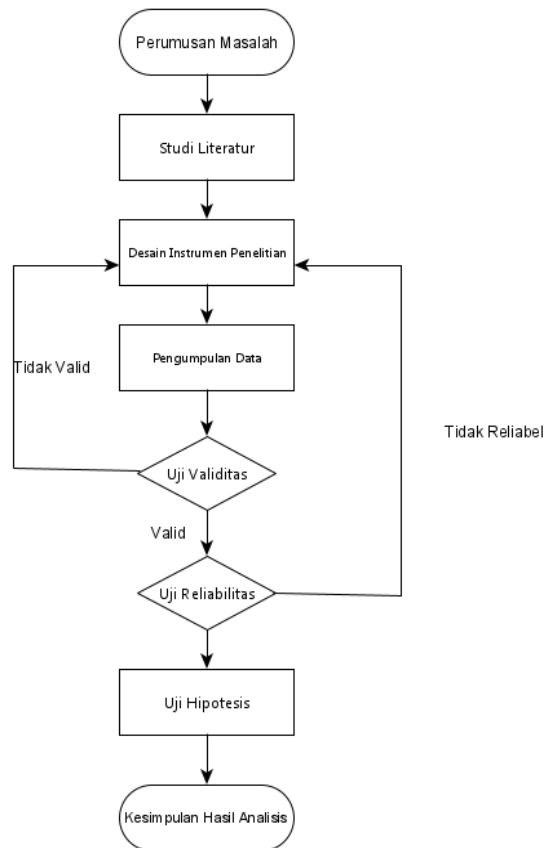 Perumusan Masalah
Studi Literatur
Desain Instrumen Penelitian
Pengumpulan Data
Tidak Valid
Tidak Reliabel
Uji Validitas
Valid
Uji Reliabilitas
Uji Hipotesis
Kesimpulan Hasil Analisis